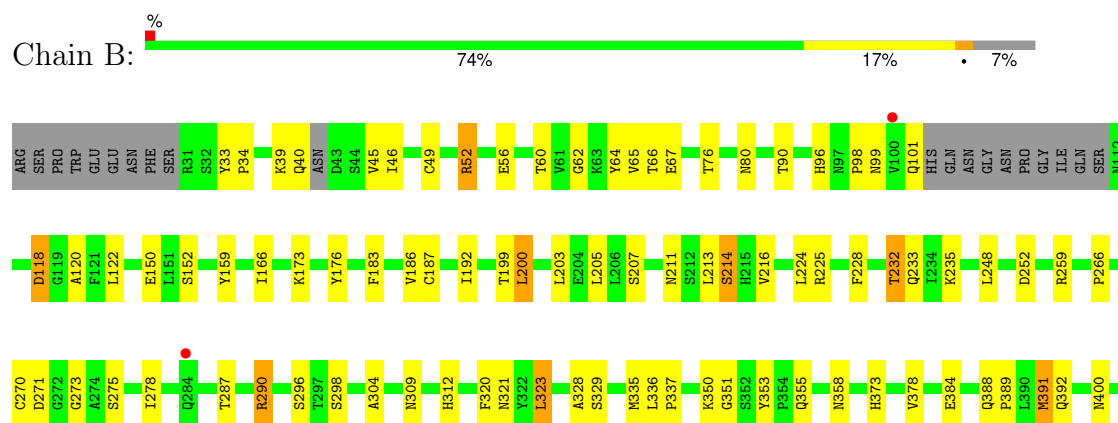 %
Chain B:
74% 17% • 7%
ARG SER PRO TRP GLU GLU ASN PHE SER R31 S32 Y33 P34 K39 Q40 ASN D43 S44 V45 I46 C49 R52 E56 T60 V61 G62 K63 Y64 V65 T66 E67 T76 N80 T90 H96 N97 P98 N99 V100 Q101 HIS GLN ASN GLY ASN PRO GLY ILE GLN SER N112
D118 G119 A120 F121 L122 E150 L151 S152 Y159 I166 K173 Y176 F183 V186 C187 I192 T199 L200 L203 E204 L205 L206 S207 N211 S212 L213 S214 H215 V216 L224 R225 F228 T232 Q233 I234 K235 L248 D252 R259 P266
C270 D271 G272 G273 A274 S275 I278 Q284 T287 R290 S296 T297 S298 A304 N309 H312 F320 N321 Y322 L323 A328 S329 M335 L336 P337 K350 G351 S352 Y353 P354 Q355 N358 H373 V378 E384 Q388 P389 L390 M391 Q392 N400